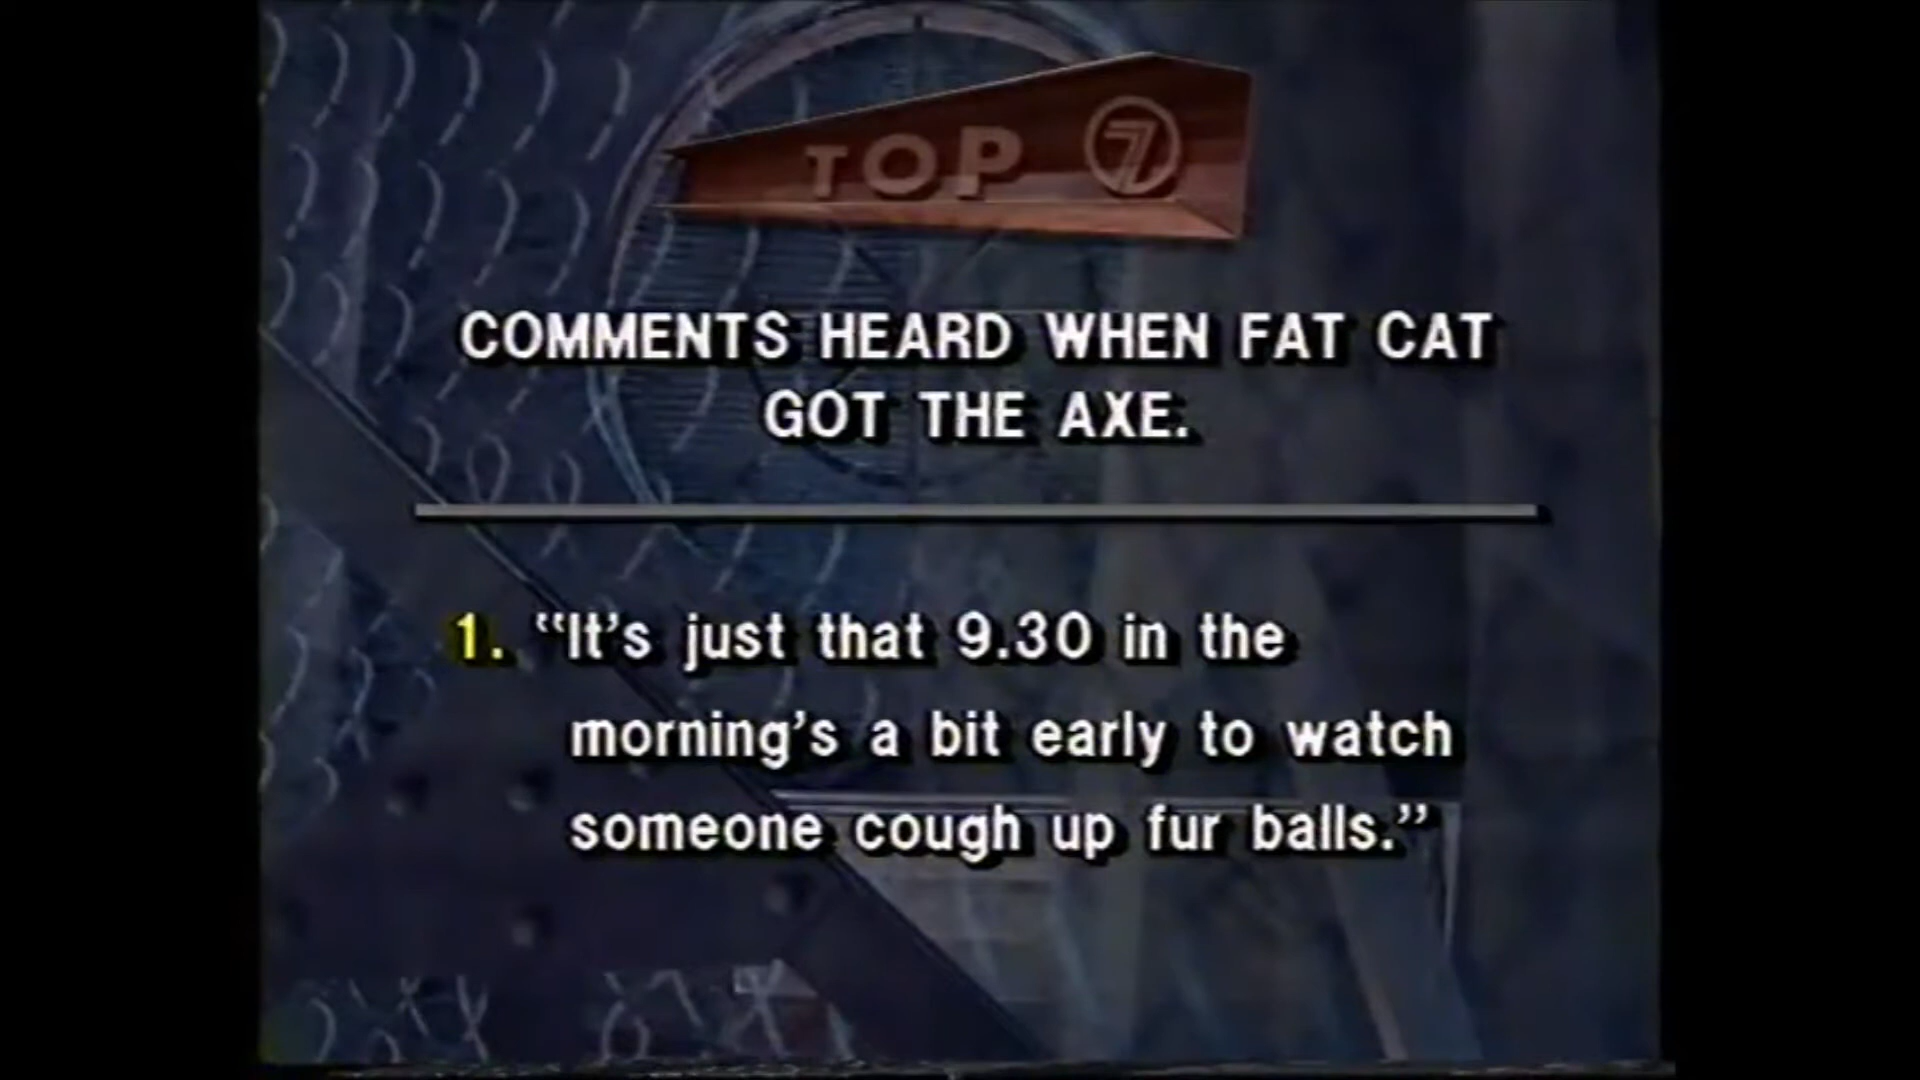 TOP 7
COMMENTS HEARD WHEN FAT CAT
GOT THE AXE.
1. “It's just that 9.30 in the
morning's a bit early to watch
someone cough up fur balls.”